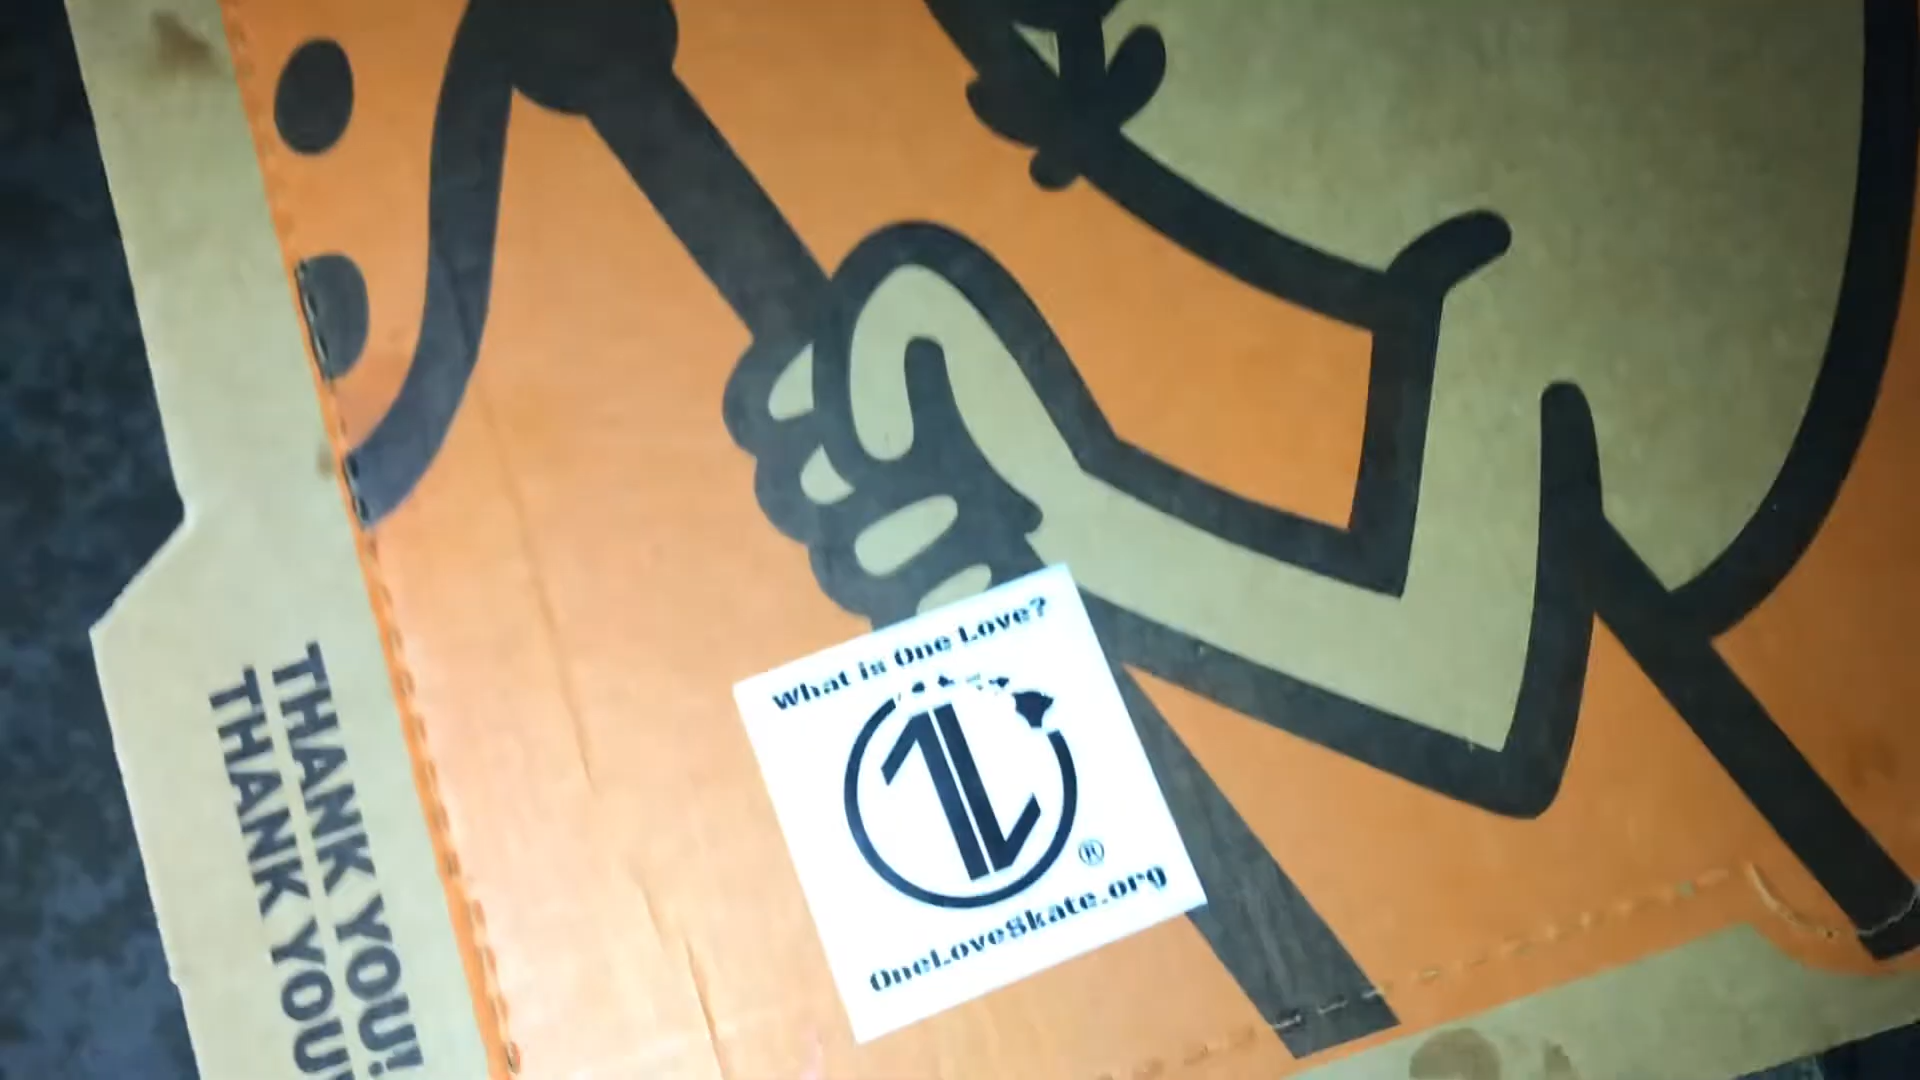 What is One Love?
1L
®
OneLoveSkate.org
THANK YOU!
THANK YOU!